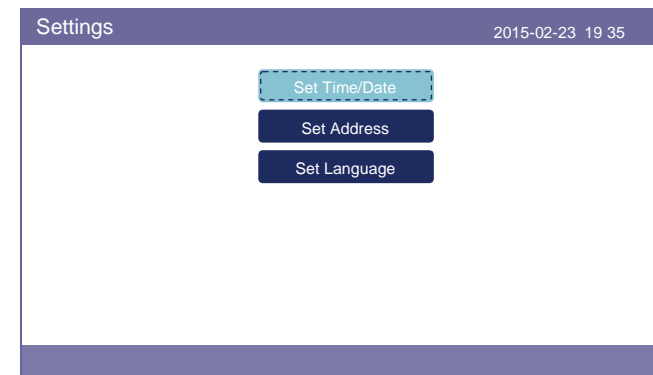 Settings
2015-02-23 19 35
Set Time/Date
Set Address
Set Language